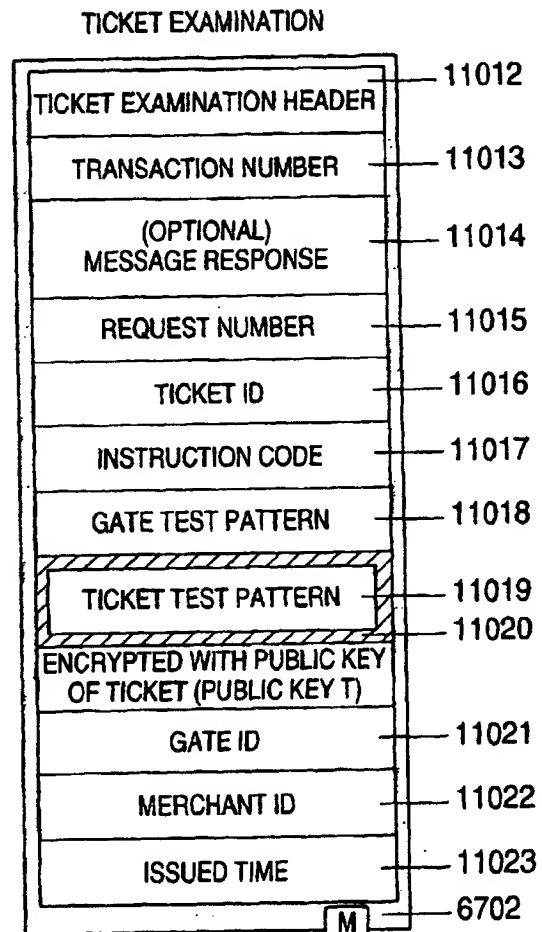 TICKET EXAMINATION
TICKET EXAMINATION HEADER 11012
TRANSACTION NUMBER 11013
(OPTIONAL)
MESSAGE RESPONSE 11014
REQUEST NUMBER 11015
TICKET ID 11016
INSTRUCTION CODE 11017
GATE TEST PATTERN 11018
TICKET TEST PATTERN 11019
11020
ENCRYPTED WITH PUBLIC KEY
OF TICKET (PUBLIC KEY T)
GATE ID 11021
MERCHANT ID 11022
ISSUED TIME 11023
M 6702